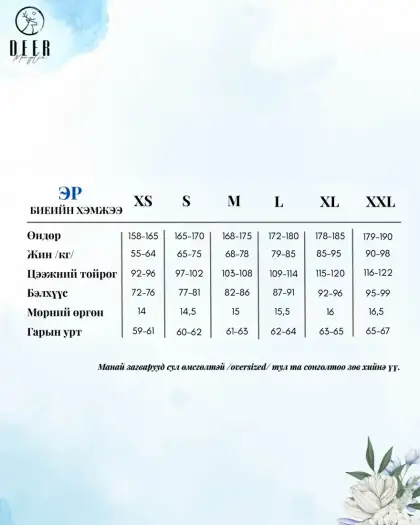 DEER
Mongolia
ЭР
БИЕИЙН ХЭМЖЭЭ XS S M L XL XXL
Өндөр 158-165 165-170 168-175 172-180 178-185 179-190
Жин /кг/ 55-64 65-75 68-78 79-85 85-95 90-98
Цээжний тойрог 92-96 97-102 103-108 109-114 115-120 116-122
Бэлхүүс 72-76 77-81 82-86 87-91 92-96 95-99
Мөрний өргөн 14 14,5 15 15,5 16 16,5
Гарын урт 59-61 60-62 61-63 62-64 63-65 65-67
Манай загварууд сул өмсгөлтэй /oversized/ тул та сонголтоо зөв хийнэ үү.